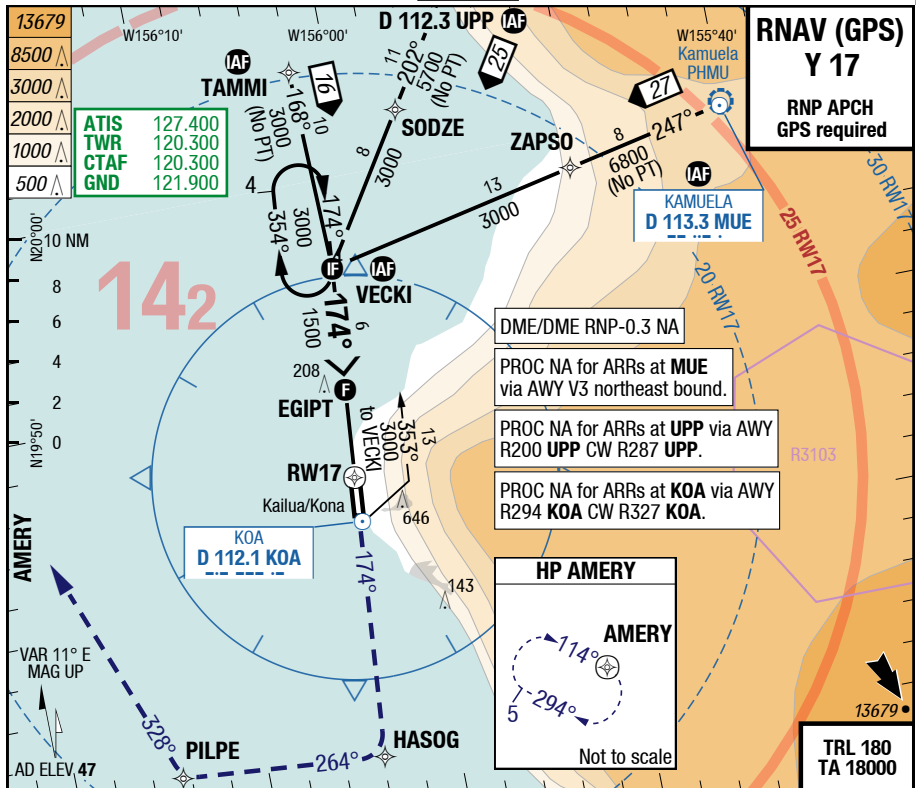 13679
8500
3000
2000
1000
500
W156°10'
W156°00'
W155°40'
D 112.3 UPP IAF
RNAV (GPS)
Y 17
RNP APCH
GPS required
Kamuela
PHMU
IAF
TAMMI
16
25
27
11
202°
5700
(No PT)
168°
3000
(No PT)
10
SODZE
ZAPSO
8
247°
6800
(No PT)
IAF
ATIS 127.400
TWR 120.300
CTAF 120.300
GND 121.900
8
3000
13
3000
KAMUELA
D 113.3 MUE
30 RW17
25 RW17
20 RW17
4
174°
3000
354°
N20°00'
10 NM
8
6
4
2
0
N19°50'
142
IF
IAF
VECKI
174°
6
1500
208
F
EGIPT
DME/DME RNP-0.3 NA
PROC NA for ARRs at MUE
via AWY V3 northeast bound.
PROC NA for ARRs at UPP via AWY
R200 UPP CW R287 UPP.
PROC NA for ARRs at KOA via AWY
R294 KOA CW R327 KOA.
R3103
13
353°
3000
to VECKI
RW17
Kailua/Kona
646
KOA
D 112.1 KOA
174°
143
AMERY
HP AMERY
AMERY
114°
294°
5
Not to scale
VAR 11° E
MAG UP
328°
PILPE
264°
HASOG
AD ELEV 47
13679
TRL 180
TA 18000